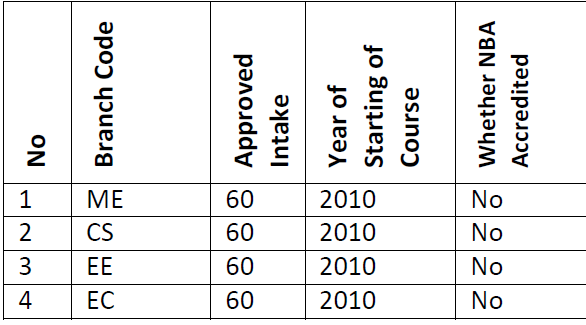 No Branch Code Approved Intake Year of Starting of Course Whether NBA Accredited
1 ME 60 2010 No
2 CS 60 2010 No
3 EE 60 2010 No
4 EC 60 2010 No